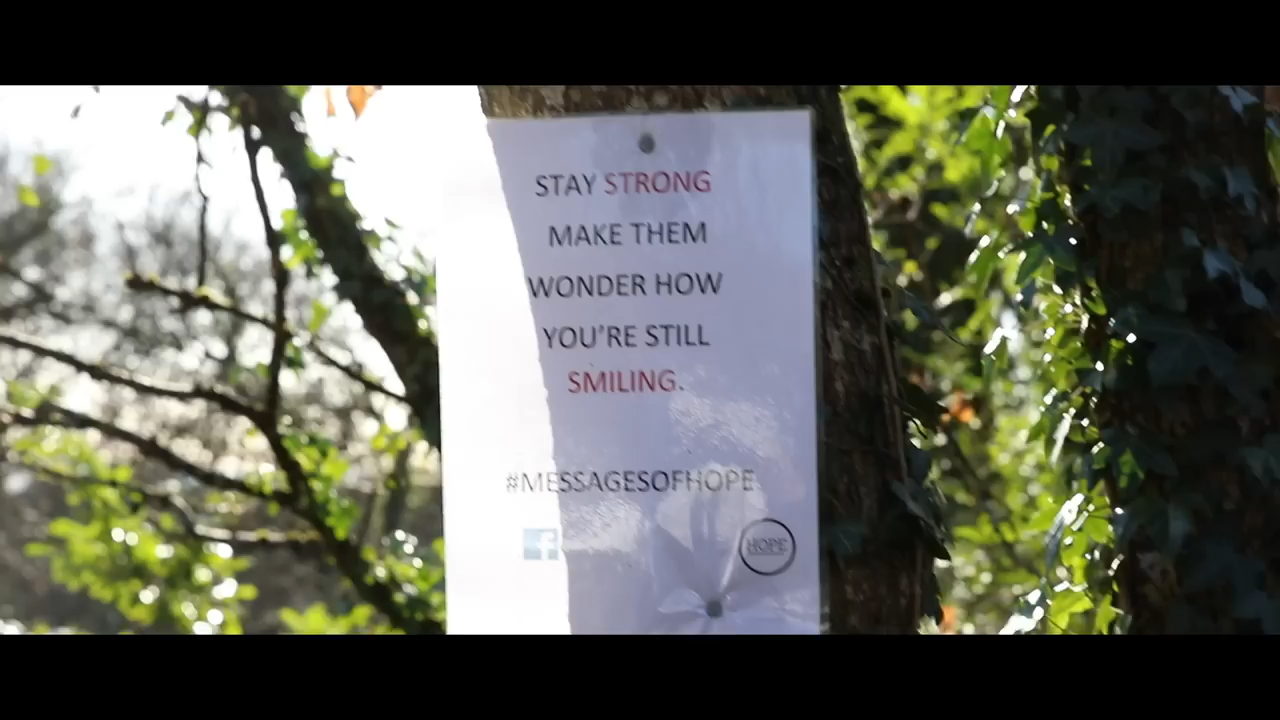 STAY STRONG
MAKE THEM
WONDER HOW
YOU'RE STILL
SMILING.
#MESSAGESOFHOPE
f
HOPE